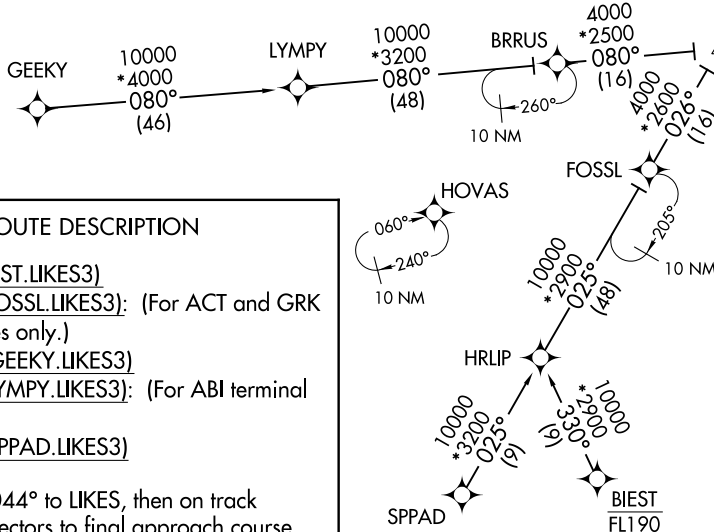 GEEKY
10000
*4000
080°
(46)
LYMPY
10000
*3200
080°
(48)
BRRUS
260°
10 NM
4000
*2500
080°
(16)
4000
*2600
026°
(16)
FOSSL
205°
10 NM
HOVAS
060°
240°
10 NM
10000
*2900
025°
(48)
HRLIP
10000
*3200
025°
(9)
SPPAD
10000
*2900
330°
(9)
BIEST
FL190
OUTE DESCRIPTION
ST.LIKES3)
OSSL.LIKES3): (For ACT and GRK
es only.)
GEEKY.LIKES3)
YMPY.LIKES3): (For ABI terminal
PPAD.LIKES3)
044° to LIKES, then on track
ectors to final approach course